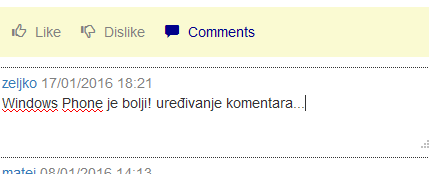 Like Dislike Comments
zeljko 17/01/2016 18:21
Windows Phone je bolji! uređivanje komentara...
matej 08/01/2016 14:13